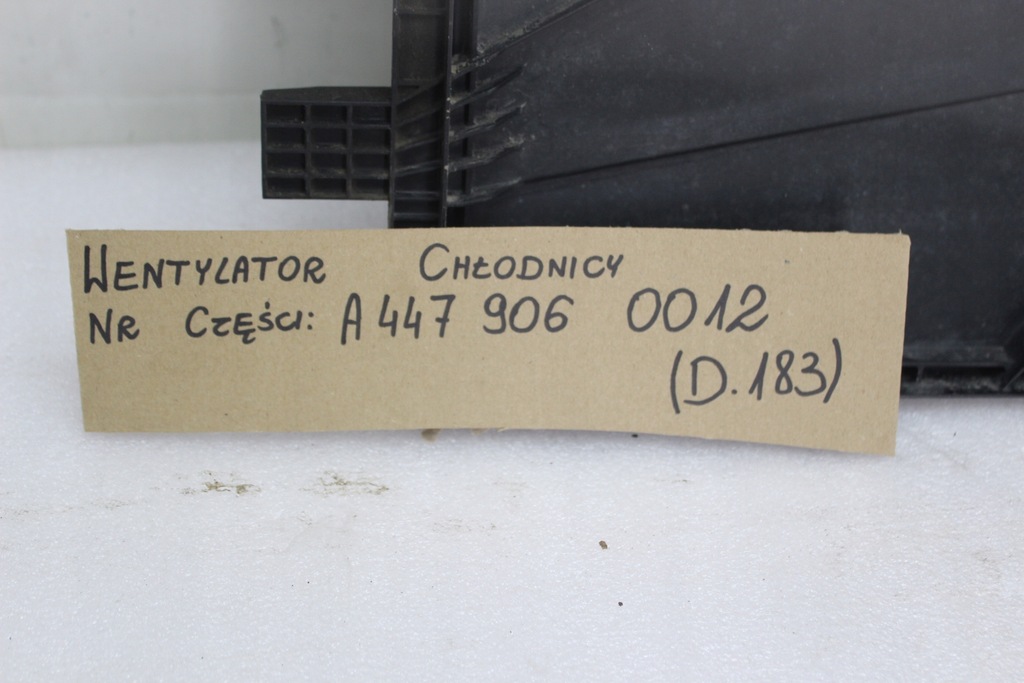 WENTYLATOR CHŁODNICY
NR CZĘŚCI: A 447 906 0012
(D.183)